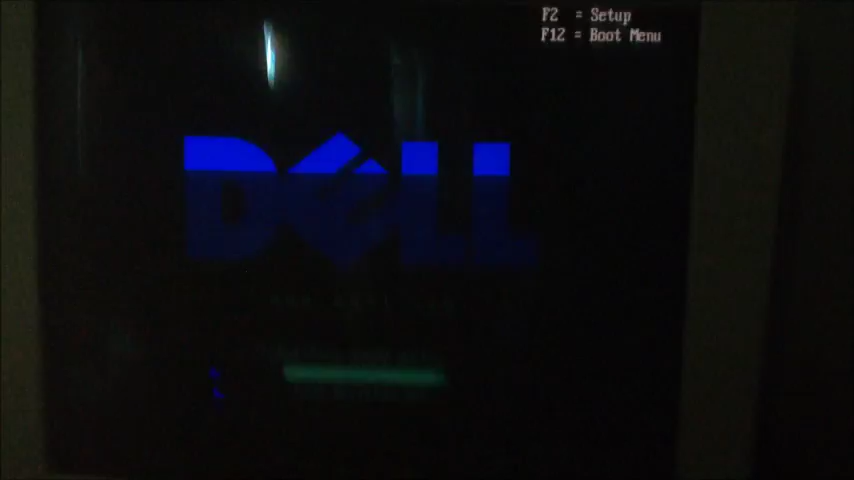 F2 = Setup
F12 = Boot Menu
DELL